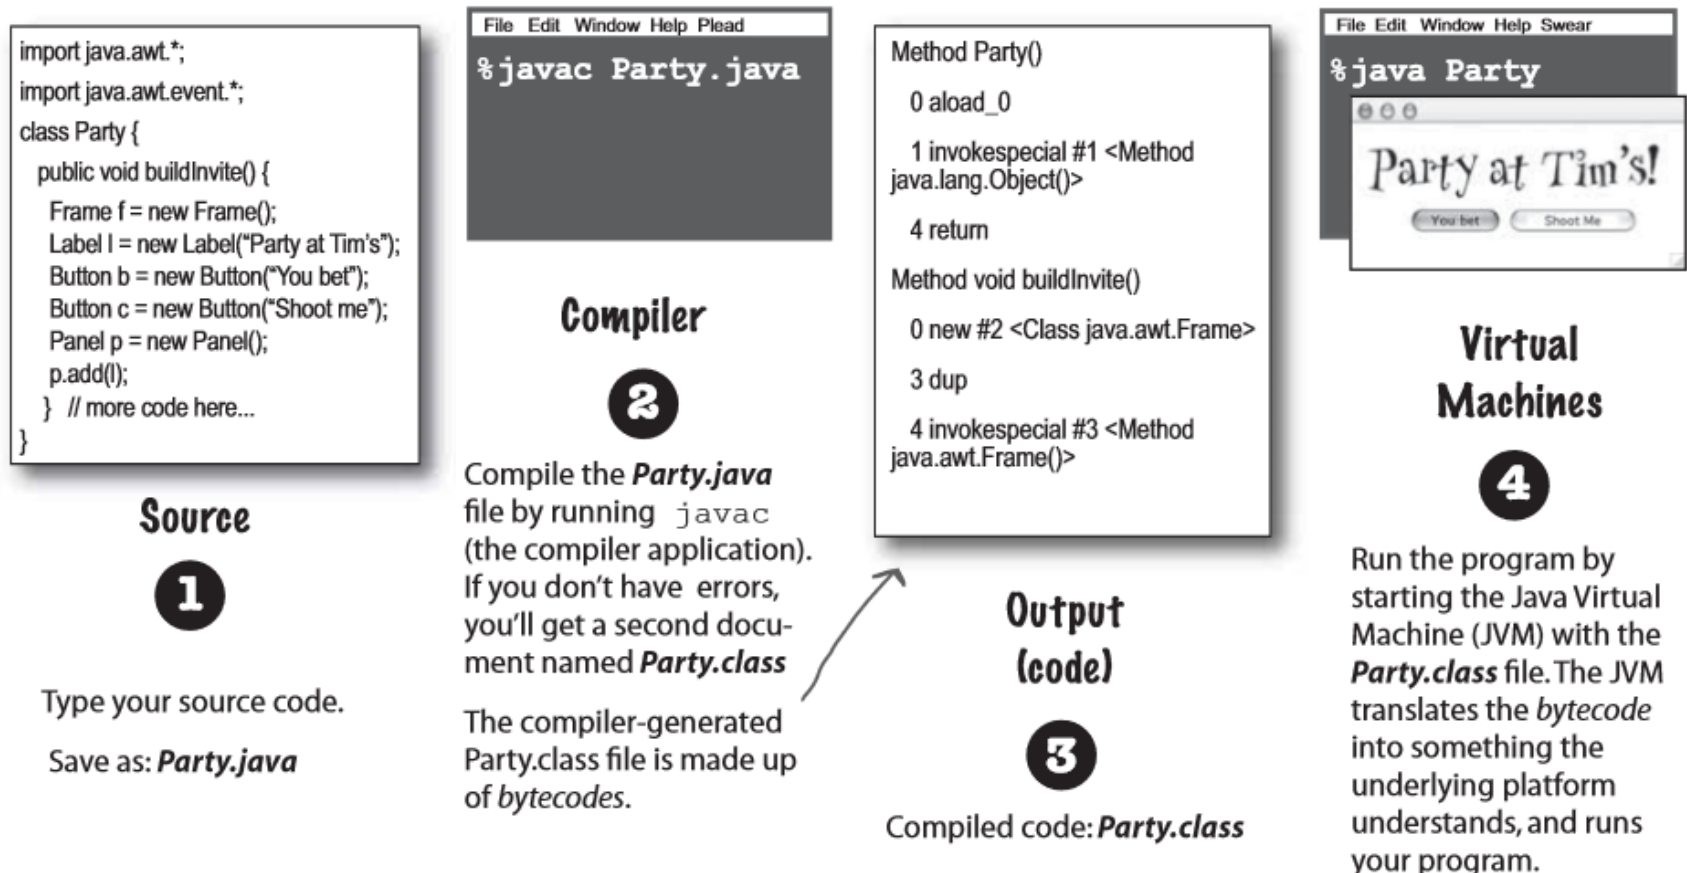 import java.awt.*;
import java.awt.event.*;
class Party {
public void buildInvite() {
Frame f = new Frame();
Label l = new Label(“Party at Tim’s”);
Button b = new Button(“You bet”);
Button c = new Button(“Shoot me”);
Panel p = new Panel();
p.add(l);
} // more code here...
}
Source
1
Type your source code.
Save as: Party.java
File Edit Window Help Plead
%javac Party.java
Compiler
2
Compile the Party.java
file by running javac
(the compiler application).
If you don’t have errors,
you’ll get a second docu-
ment named Party.class
The compiler-generated
Party.class file is made up
of bytecodes.
Method Party()
0 aload_0
1 invokespecial #1 <Method
java.lang.Object()>
4 return
Method void buildInvite()
0 new #2 <Class java.awt.Frame>
3 dup
4 invokespecial #3 <Method
java.awt.Frame()>
Output
(code)
3
Compiled code: Party.class
File Edit Window Help Swear
%java Party
Party at Tim’s!
You bet Shoot Me
Virtual
Machines
4
Run the program by
starting the Java Virtual
Machine (JVM) with the
Party.class file. The JVM
translates the bytecode
into something the
underlying platform
understands, and runs
your program.